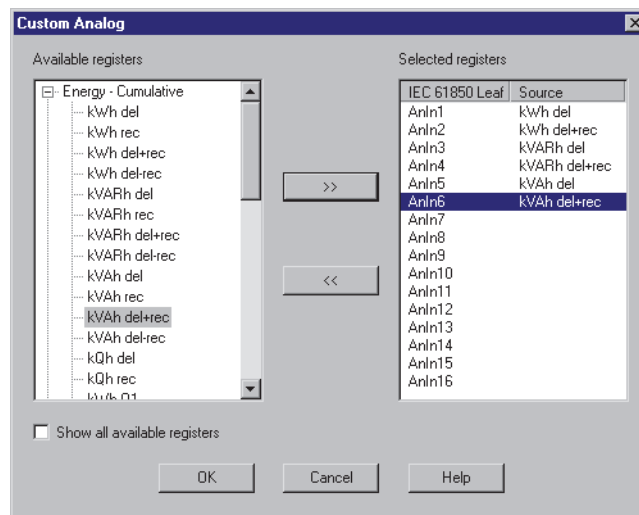 Custom Analog
Available registers
Energy - Cumulative
kWh del
kWh rec
kWh del+rec
kWh del-rec
kVARh del
kVARh rec
kVARh del+rec
kVARh del-rec
kVAh del
kVAh rec
kVAh del+rec
kVAh del-rec
kQh del
kQh rec
>>
<<
Selected registers
IEC 61850 Leaf Source
AnIn1 kWh del
AnIn2 kWh del+rec
AnIn3 kVARh del
AnIn4 kVARh del+rec
AnIn5 kVAh del
AnIn6 kVAh del+rec
AnIn7
AnIn8
AnIn9
AnIn10
AnIn11
AnIn12
AnIn13
AnIn14
AnIn15
AnIn16
Show all available registers
OK Cancel Help